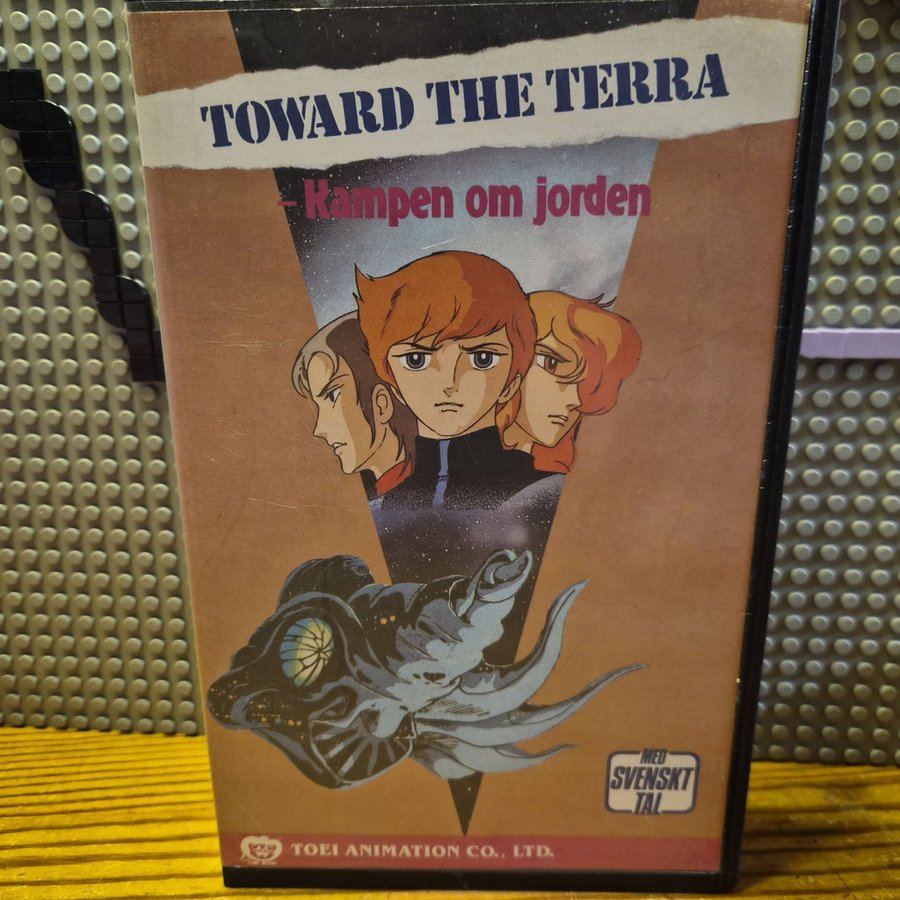 TOWARD THE TERRA
- Kampen om jorden
MED
SVENSKT
TAL
TOEI ANIMATION CO., LTD.